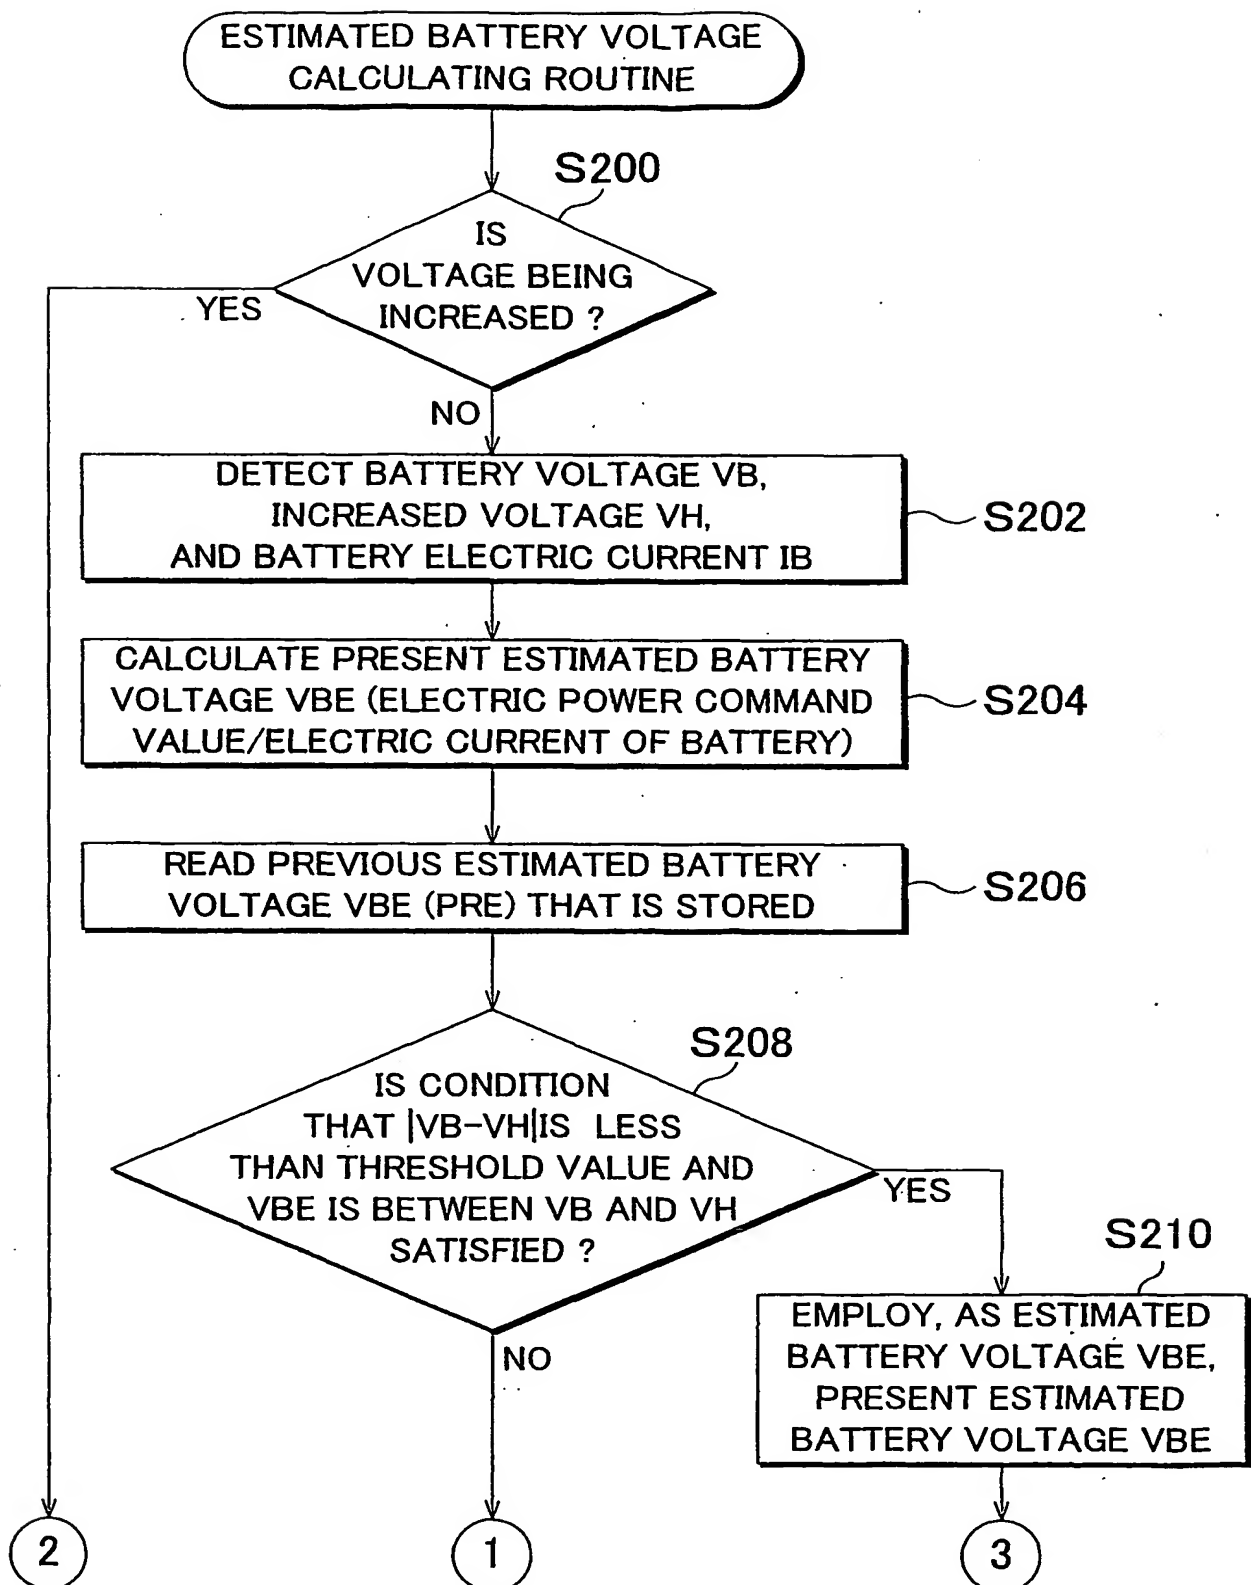 ESTIMATED BATTERY VOLTAGE
CALCULATING ROUTINE
S200
IS
VOLTAGE BEING
INCREASED ?
YES
NO
DETECT BATTERY VOLTAGE VB,
INCREASED VOLTAGE VH,
AND BATTERY ELECTRIC CURRENT IB
S202
CALCULATE PRESENT ESTIMATED BATTERY
VOLTAGE VBE (ELECTRIC POWER COMMAND
VALUE/ELECTRIC CURRENT OF BATTERY)
S204
READ PREVIOUS ESTIMATED BATTERY
VOLTAGE VBE (PRE) THAT IS STORED
S206
S208
IS CONDITION
THAT |VB-VH|IS LESS
THAN THRESHOLD VALUE AND
VBE IS BETWEEN VB AND VH
SATISFIED ?
YES
NO
S210
EMPLOY, AS ESTIMATED
BATTERY VOLTAGE VBE,
PRESENT ESTIMATED
BATTERY VOLTAGE VBE
2
1
3